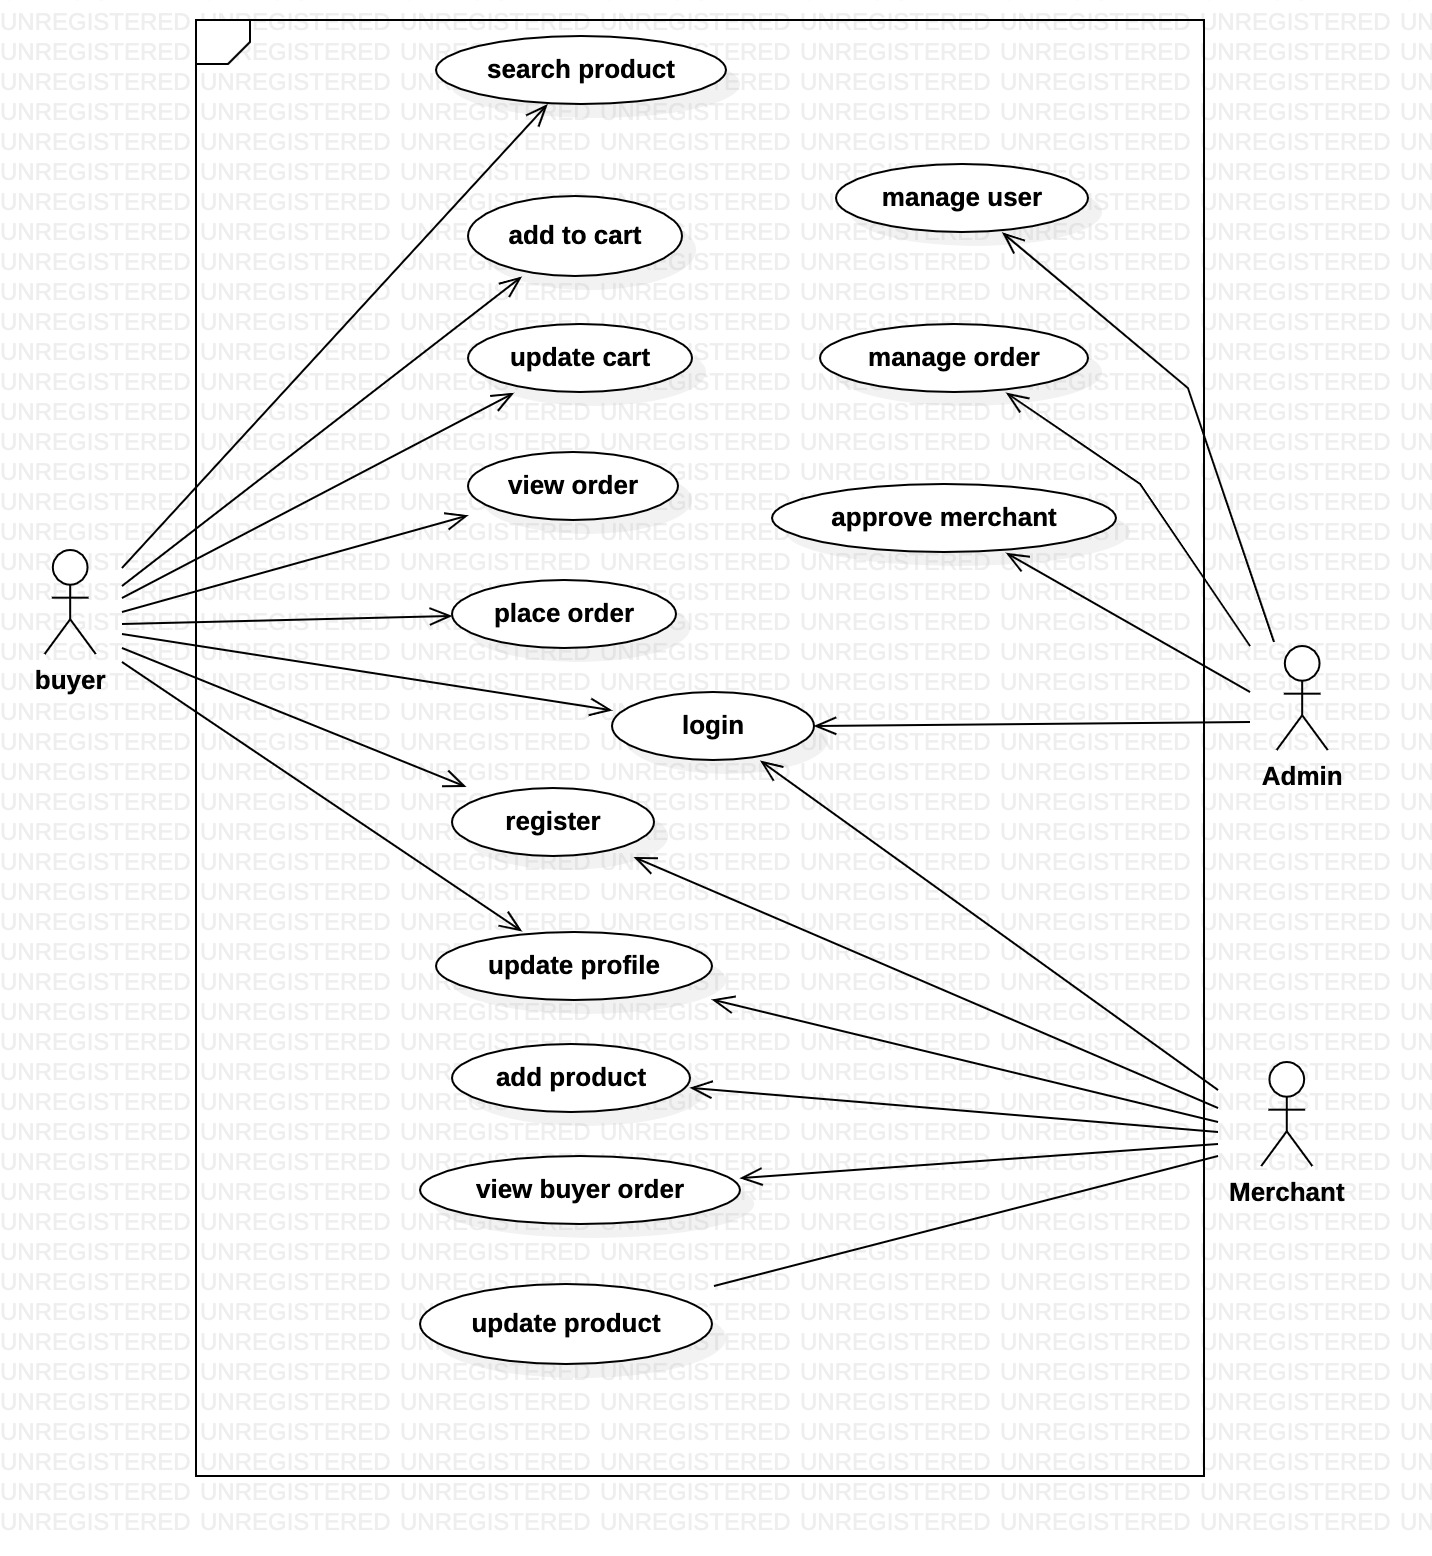 search product
manage user
add to cart
update cart
manage order
view order
approve merchant
place order
buyer
login
Admin
register
update profile
add product
view buyer order
Merchant
update product
UNREGISTERED